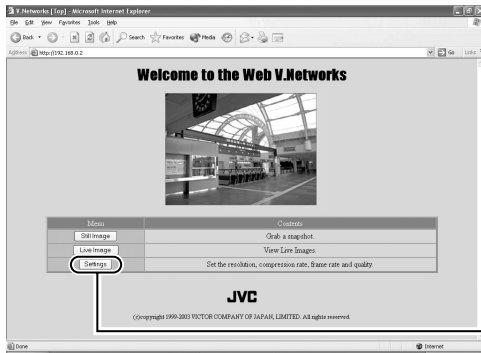 V.Networks [Top] - Microsoft Internet Explorer
File Edit View Favorites Tools Help
Back Search Favorites Media
Address http://192.168.0.2 Go Links
Welcome to the Web V.Networks
Menu Contents
Still Image Grab a snapshot.
Live Image View Live Images.
Settings Set the resolution, compression rate, frame rate and quality.
JVC
(c)copyright 1999-2003 VICTOR COMPANY OF JAPAN, LIMITED. All rights reserved.
Done Internet